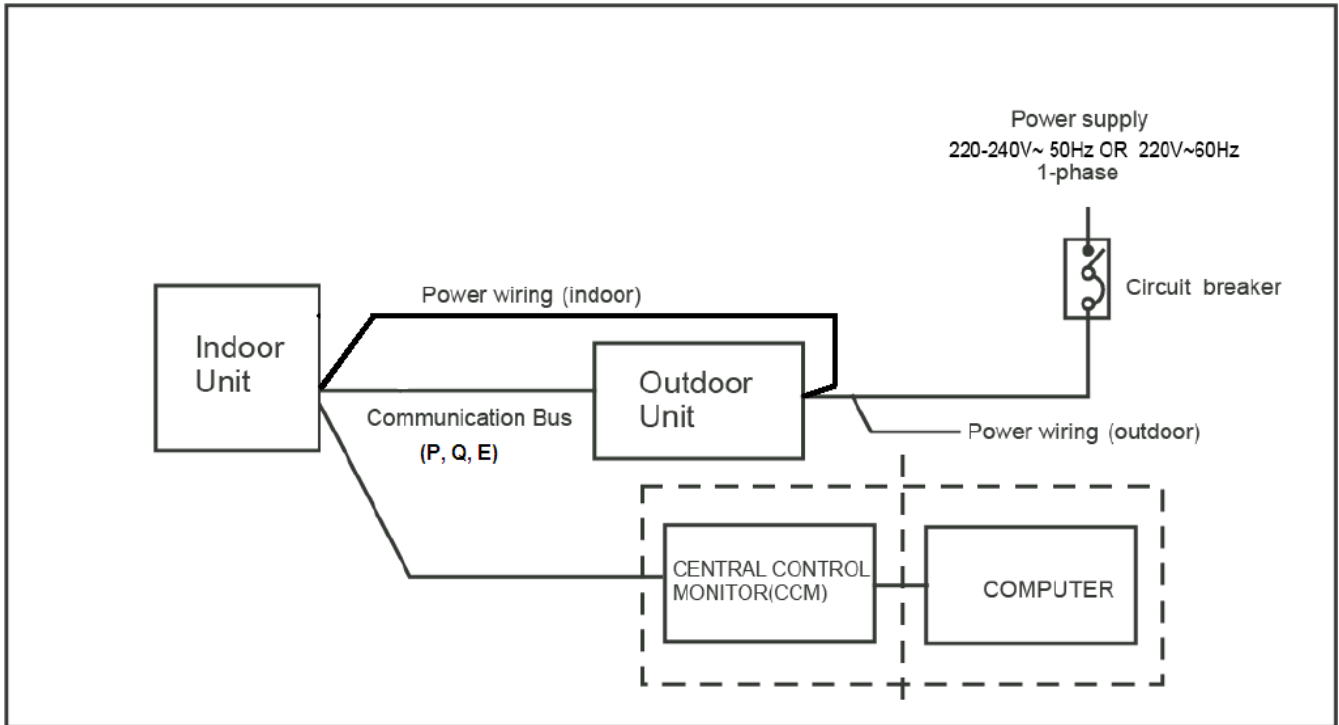 Power supply
220-240V~ 50Hz OR 220V~60Hz
1-phase
Circuit breaker
Power wiring (indoor)
Indoor
Unit
Outdoor
Unit
Communication Bus
(P, Q, E)
Power wiring (outdoor)
CENTRAL CONTROL
MONITOR(CCM)
COMPUTER